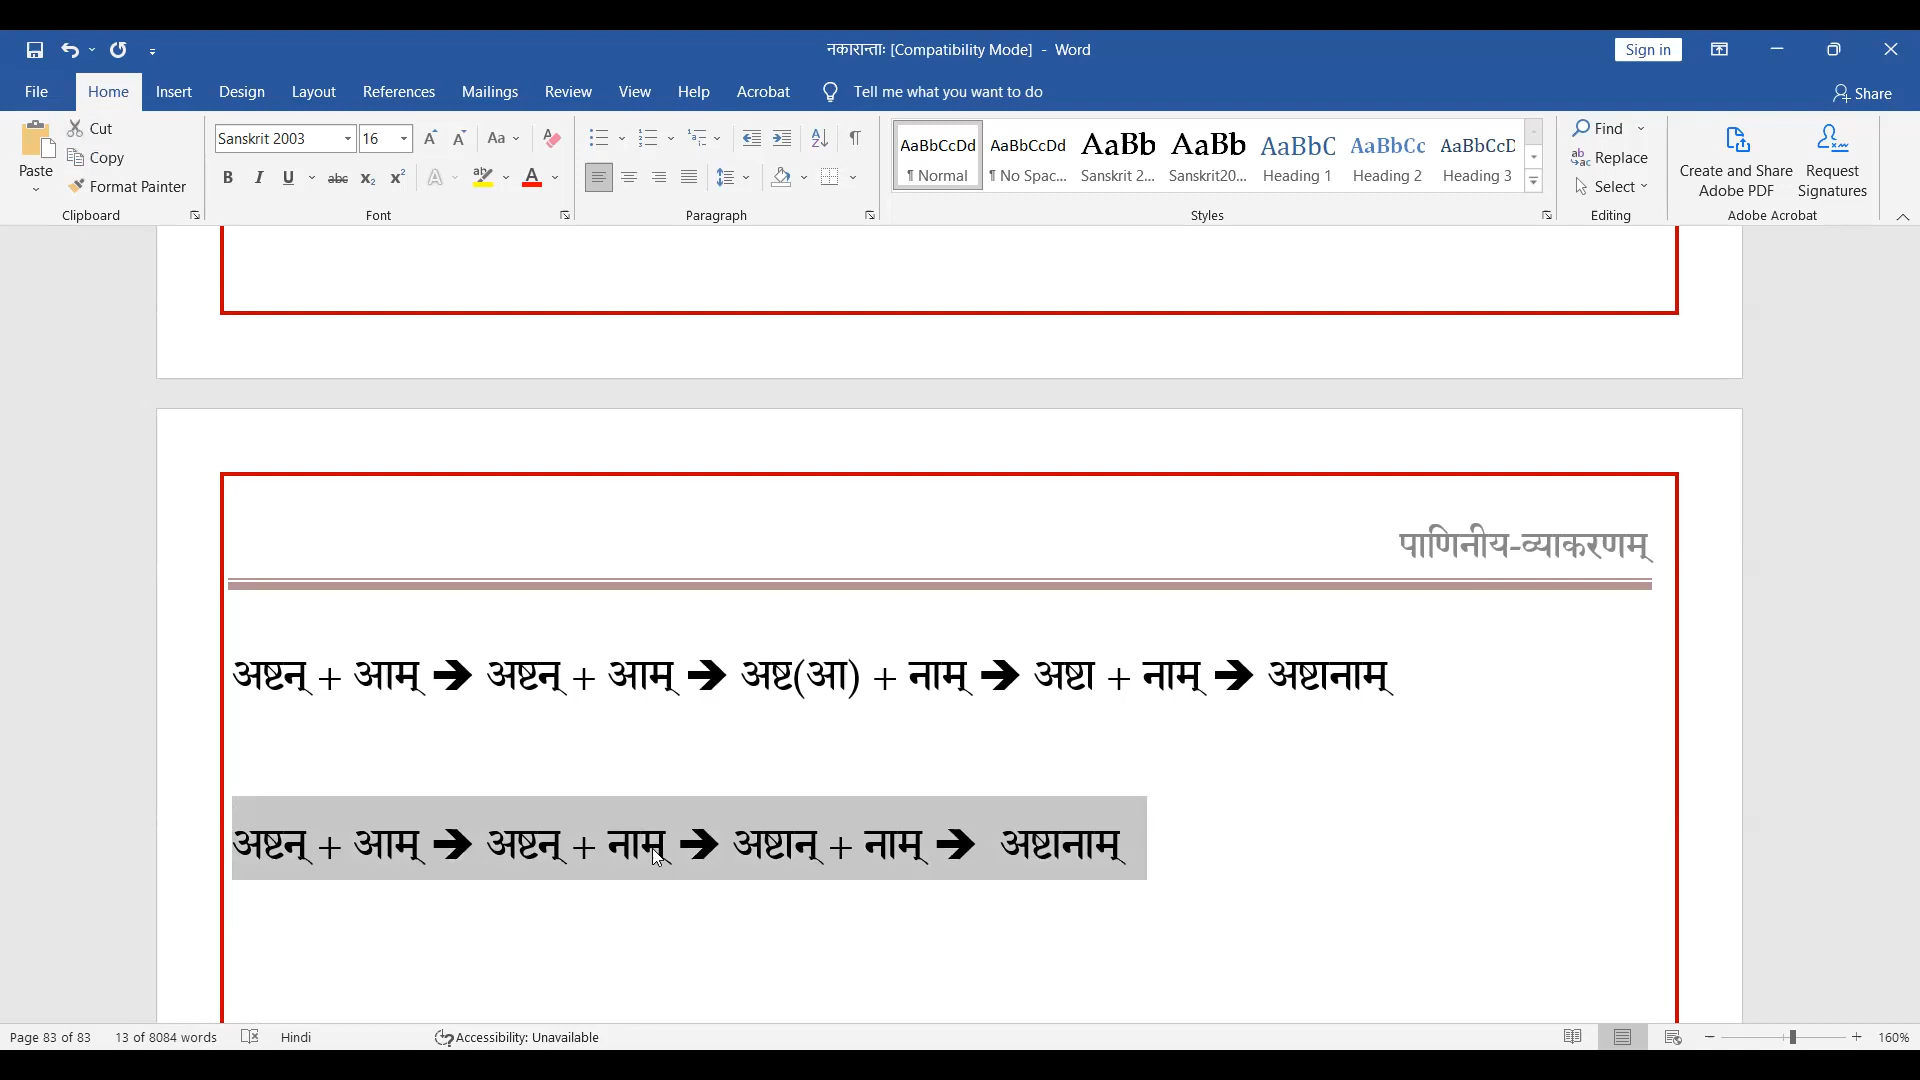 नकारान्ताः [Compatibility Mode] - Word
Sign in
File Home Insert Design Layout References Mailings Review View Help Acrobat Tell me what you want to do Share
Paste Cut Copy Format Painter Clipboard
Sanskrit 2003 16 Aa
B I U abc x₂ x² A ab A
Font
Paragraph
AaBbCcDd AaBbCcDd AaBb AaBb AaBbC AaBbCc AaBbCcD
¶ Normal ¶ No Spac... Sanskrit 2... Sanskrit20... Heading 1 Heading 2 Heading 3
Styles
Find Replace Select Editing
Create and Share Adobe PDF Request Signatures Adobe Acrobat
पाणिनीय-व्याकरणम्
अष्टन् + आम् 🡺 अष्टन् + आम् 🡺 अष्ट(आ) + नाम् 🡺 अष्टा + नाम् 🡺 अष्टानाम्
अष्टन् + आम् 🡺 अष्टन् + नाम् 🡺 अष्टान् + नाम् 🡺 अष्टानाम्
Page 83 of 83 13 of 8084 words Hindi Accessibility: Unavailable 160%